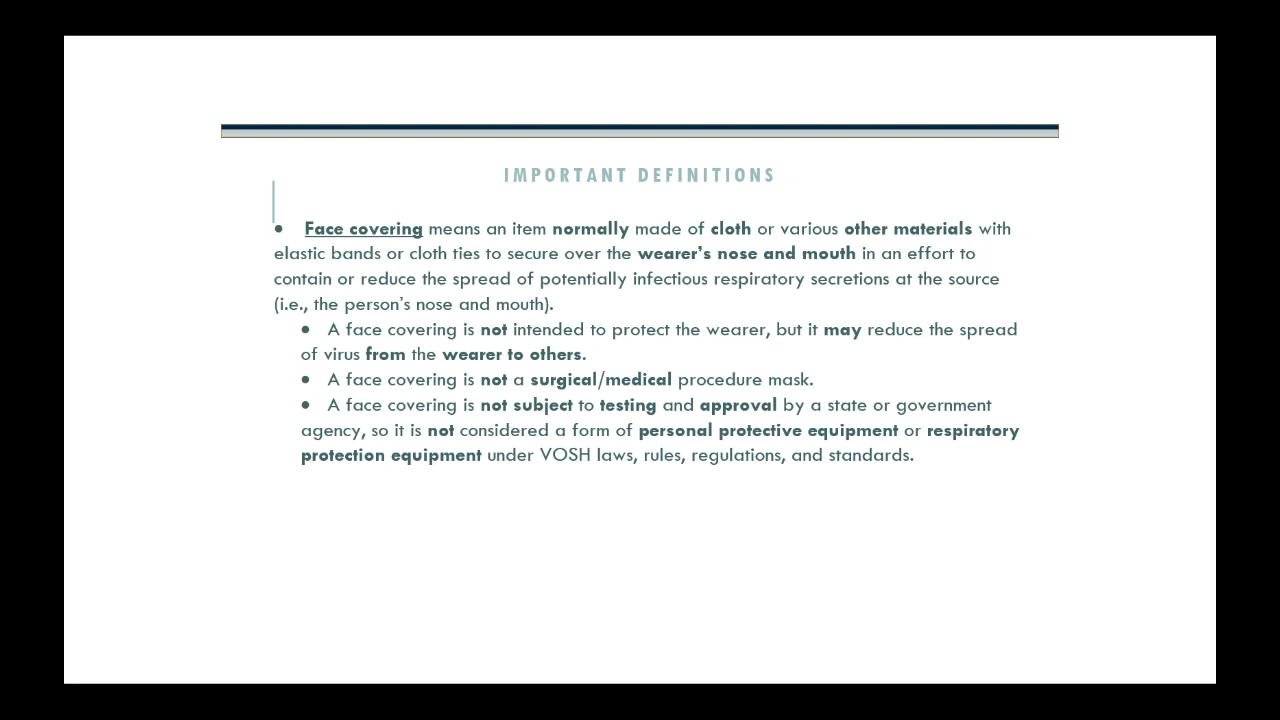 IMPORTANT DEFINITIONS
• Face covering means an item normally made of cloth or various other materials with
elastic bands or cloth ties to secure over the wearer’s nose and mouth in an effort to
contain or reduce the spread of potentially infectious respiratory secretions at the source
(i.e., the person’s nose and mouth).
• A face covering is not intended to protect the wearer, but it may reduce the spread
of virus from the wearer to others.
• A face covering is not a surgical/medical procedure mask.
• A face covering is not subject to testing and approval by a state or government
agency, so it is not considered a form of personal protective equipment or respiratory
protection equipment under VOSH laws, rules, regulations, and standards.